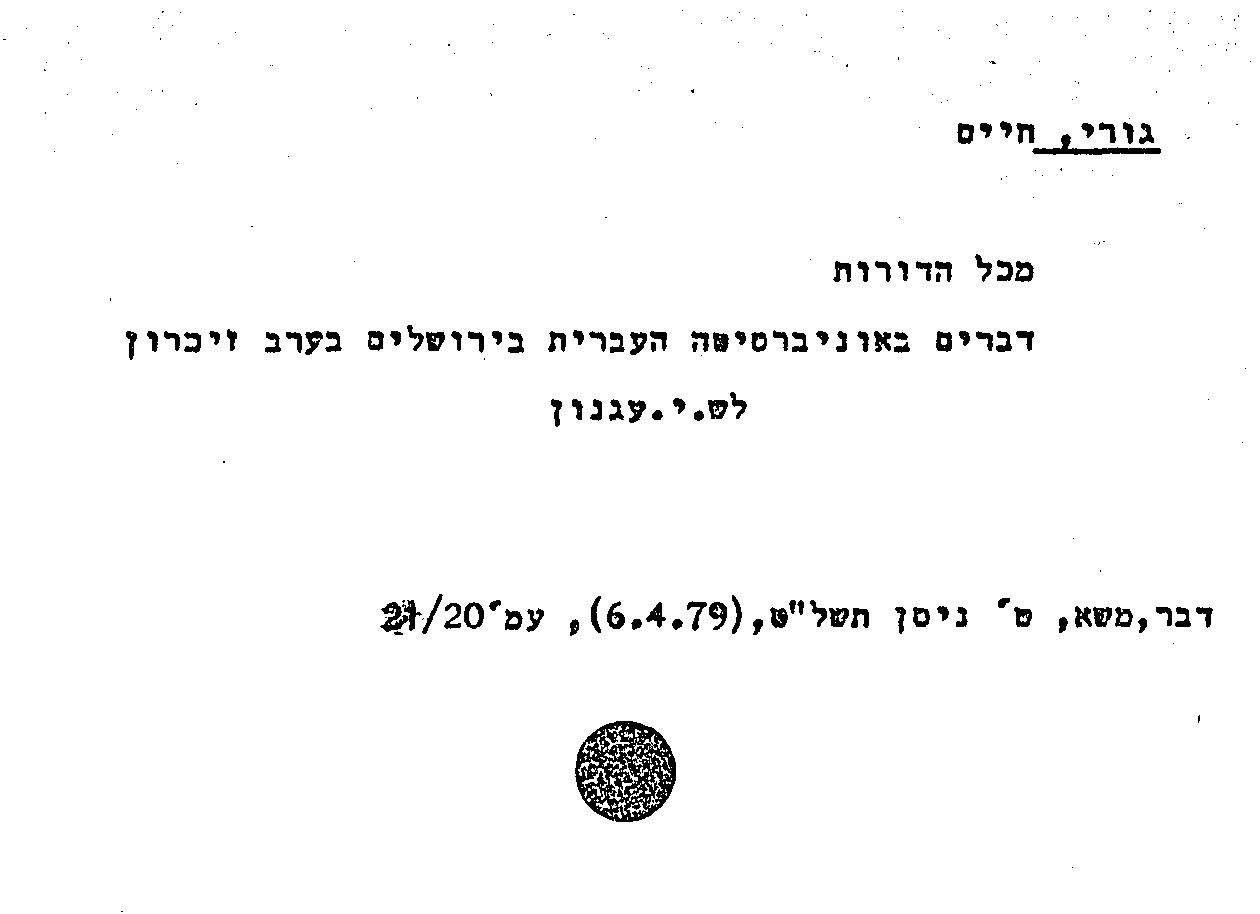 גורי, חיים
מכל הדורות
דברים באוניברסיטה העברית בירושלים בערב זיכרון
לש.י.עגנון
דבר,משא, ט' ניסן תשל"ט,(6.4.79), עמ'20/21